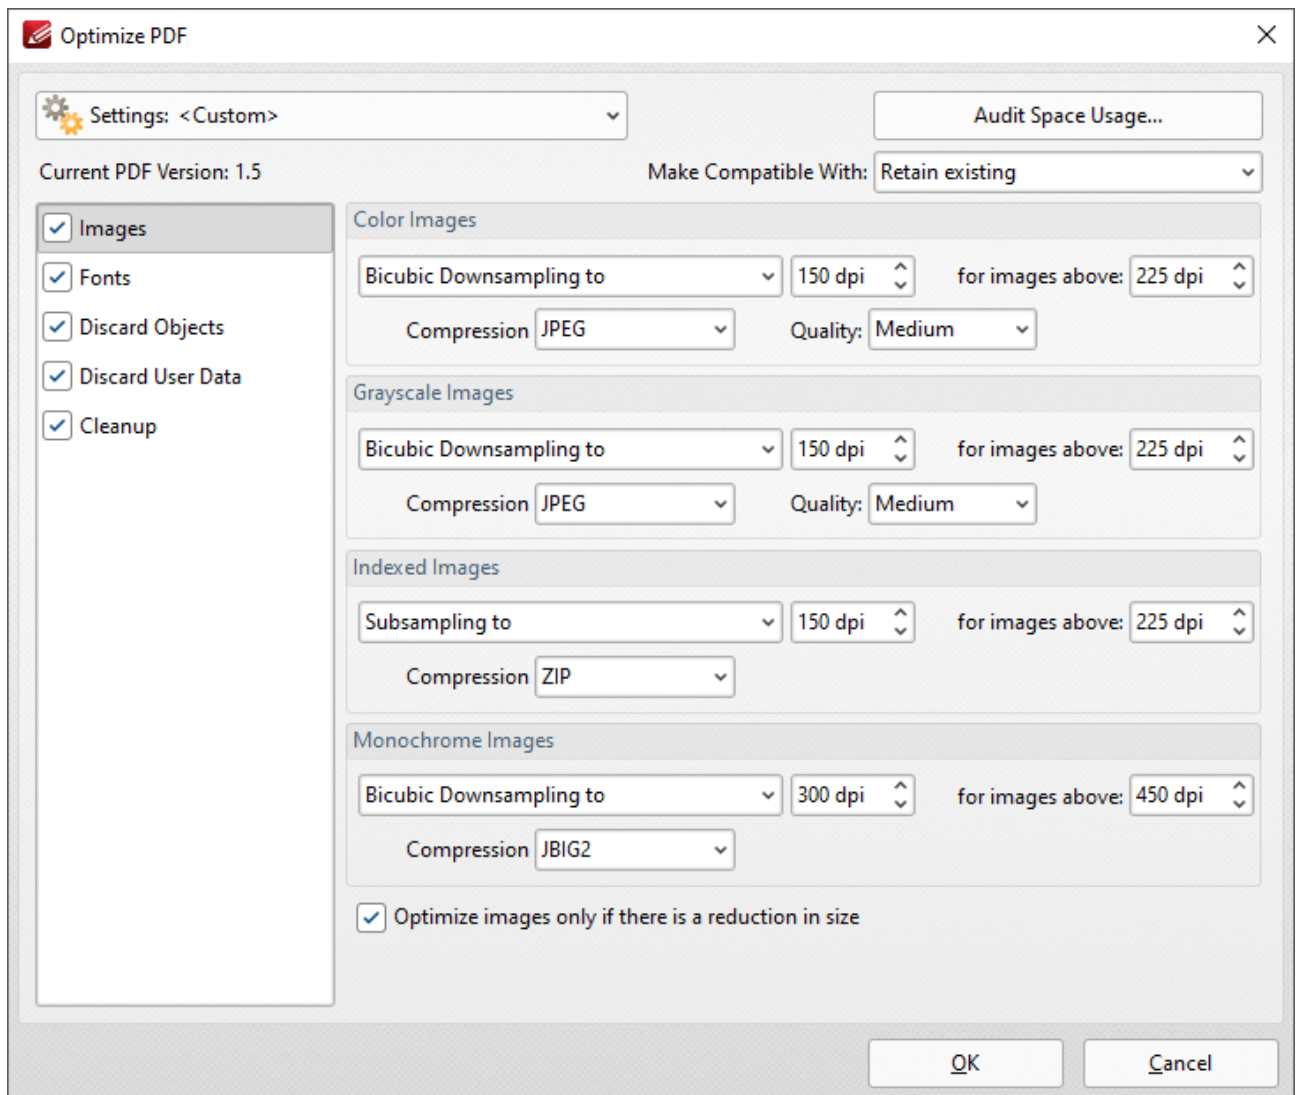 Optimize PDF
Settings: <Custom>
Audit Space Usage...
Current PDF Version: 1.5
Make Compatible With: Retain existing
Images
Fonts
Discard Objects
Discard User Data
Cleanup
Color Images
Bicubic Downsampling to 150 dpi for images above: 225 dpi
Compression JPEG Quality: Medium
Grayscale Images
Bicubic Downsampling to 150 dpi for images above: 225 dpi
Compression JPEG Quality: Medium
Indexed Images
Subsampling to 150 dpi for images above: 225 dpi
Compression ZIP
Monochrome Images
Bicubic Downsampling to 300 dpi for images above: 450 dpi
Compression JBIG2
Optimize images only if there is a reduction in size
OK Cancel